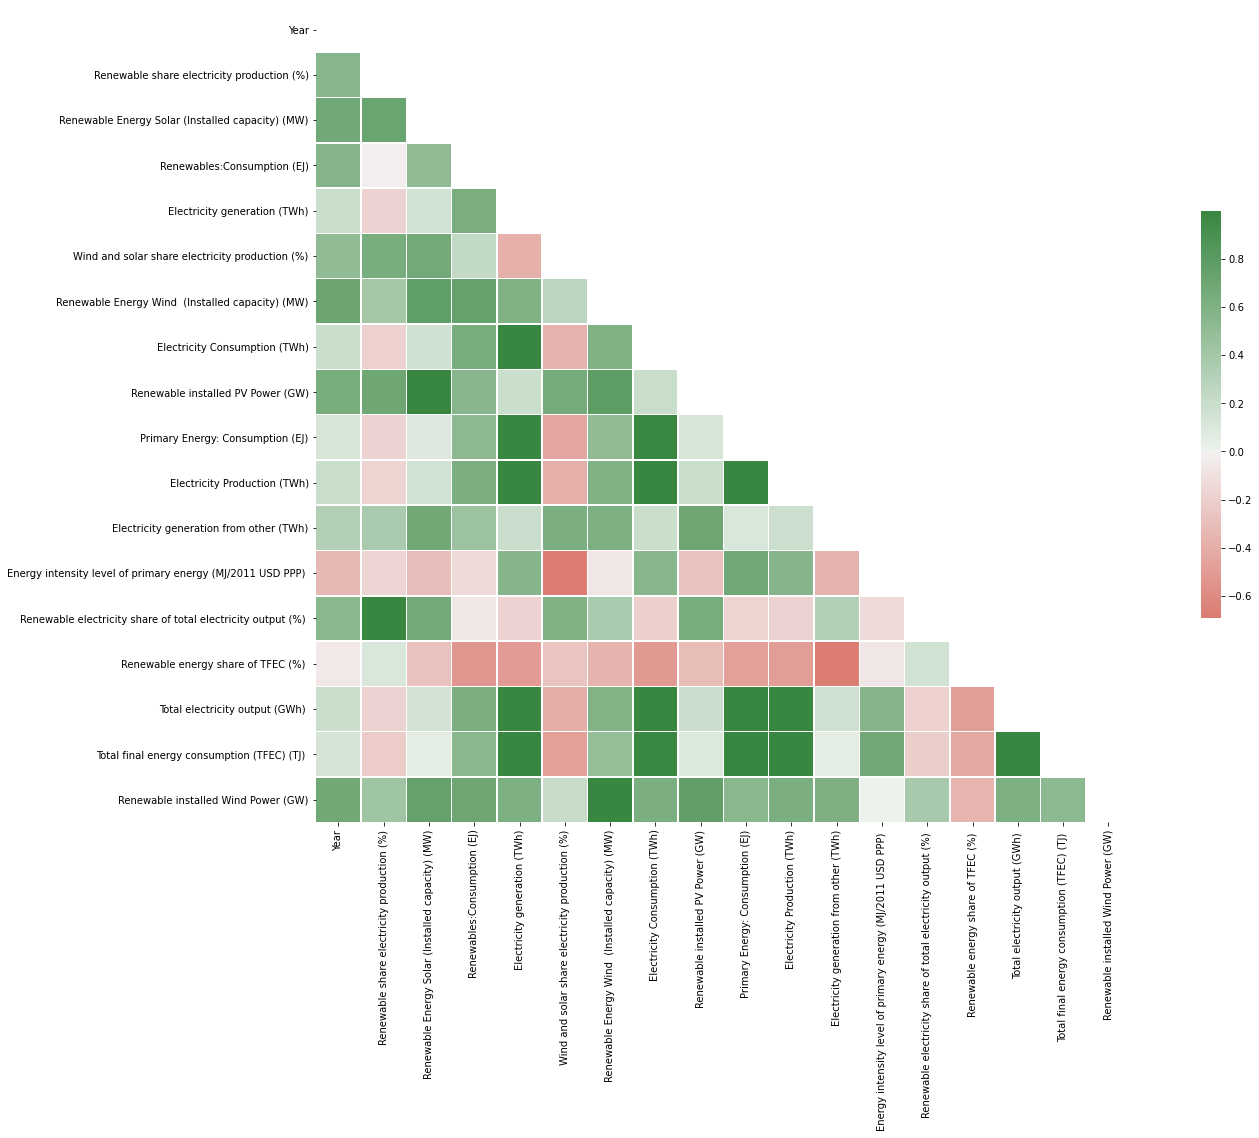 Year
Renewable share electricity production (%)
Renewable Energy Solar (Installed capacity) (MW)
Renewables:Consumption (EJ)
Electricity generation (TWh)
Wind and solar share electricity production (%)
Renewable Energy Wind  (Installed capacity) (MW)
Electricity Consumption (TWh)
Renewable installed PV Power (GW)
Primary Energy: Consumption (EJ)
Electricity Production (TWh)
Electricity generation from other (TWh)
Energy intensity level of primary energy (MJ/2011 USD PPP)
Renewable electricity share of total electricity output (%)
Renewable energy share of TFEC (%)
Total electricity output (GWh)
Total final energy consumption (TFEC) (TJ)
Renewable installed Wind Power (GW)
Year
Renewable share electricity production (%)
Renewable Energy Solar (Installed capacity) (MW)
Renewables:Consumption (EJ)
Electricity generation (TWh)
Wind and solar share electricity production (%)
Renewable Energy Wind  (Installed capacity) (MW)
Electricity Consumption (TWh)
Renewable installed PV Power (GW)
Primary Energy: Consumption (EJ)
Electricity Production (TWh)
Electricity generation from other (TWh)
Energy intensity level of primary energy (MJ/2011 USD PPP)
Renewable electricity share of total electricity output (%)
Renewable energy share of TFEC (%)
Total electricity output (GWh)
Total final energy consumption (TFEC) (TJ)
Renewable installed Wind Power (GW)
0.8
0.6
0.4
0.2
0.0
−0.2
−0.4
−0.6